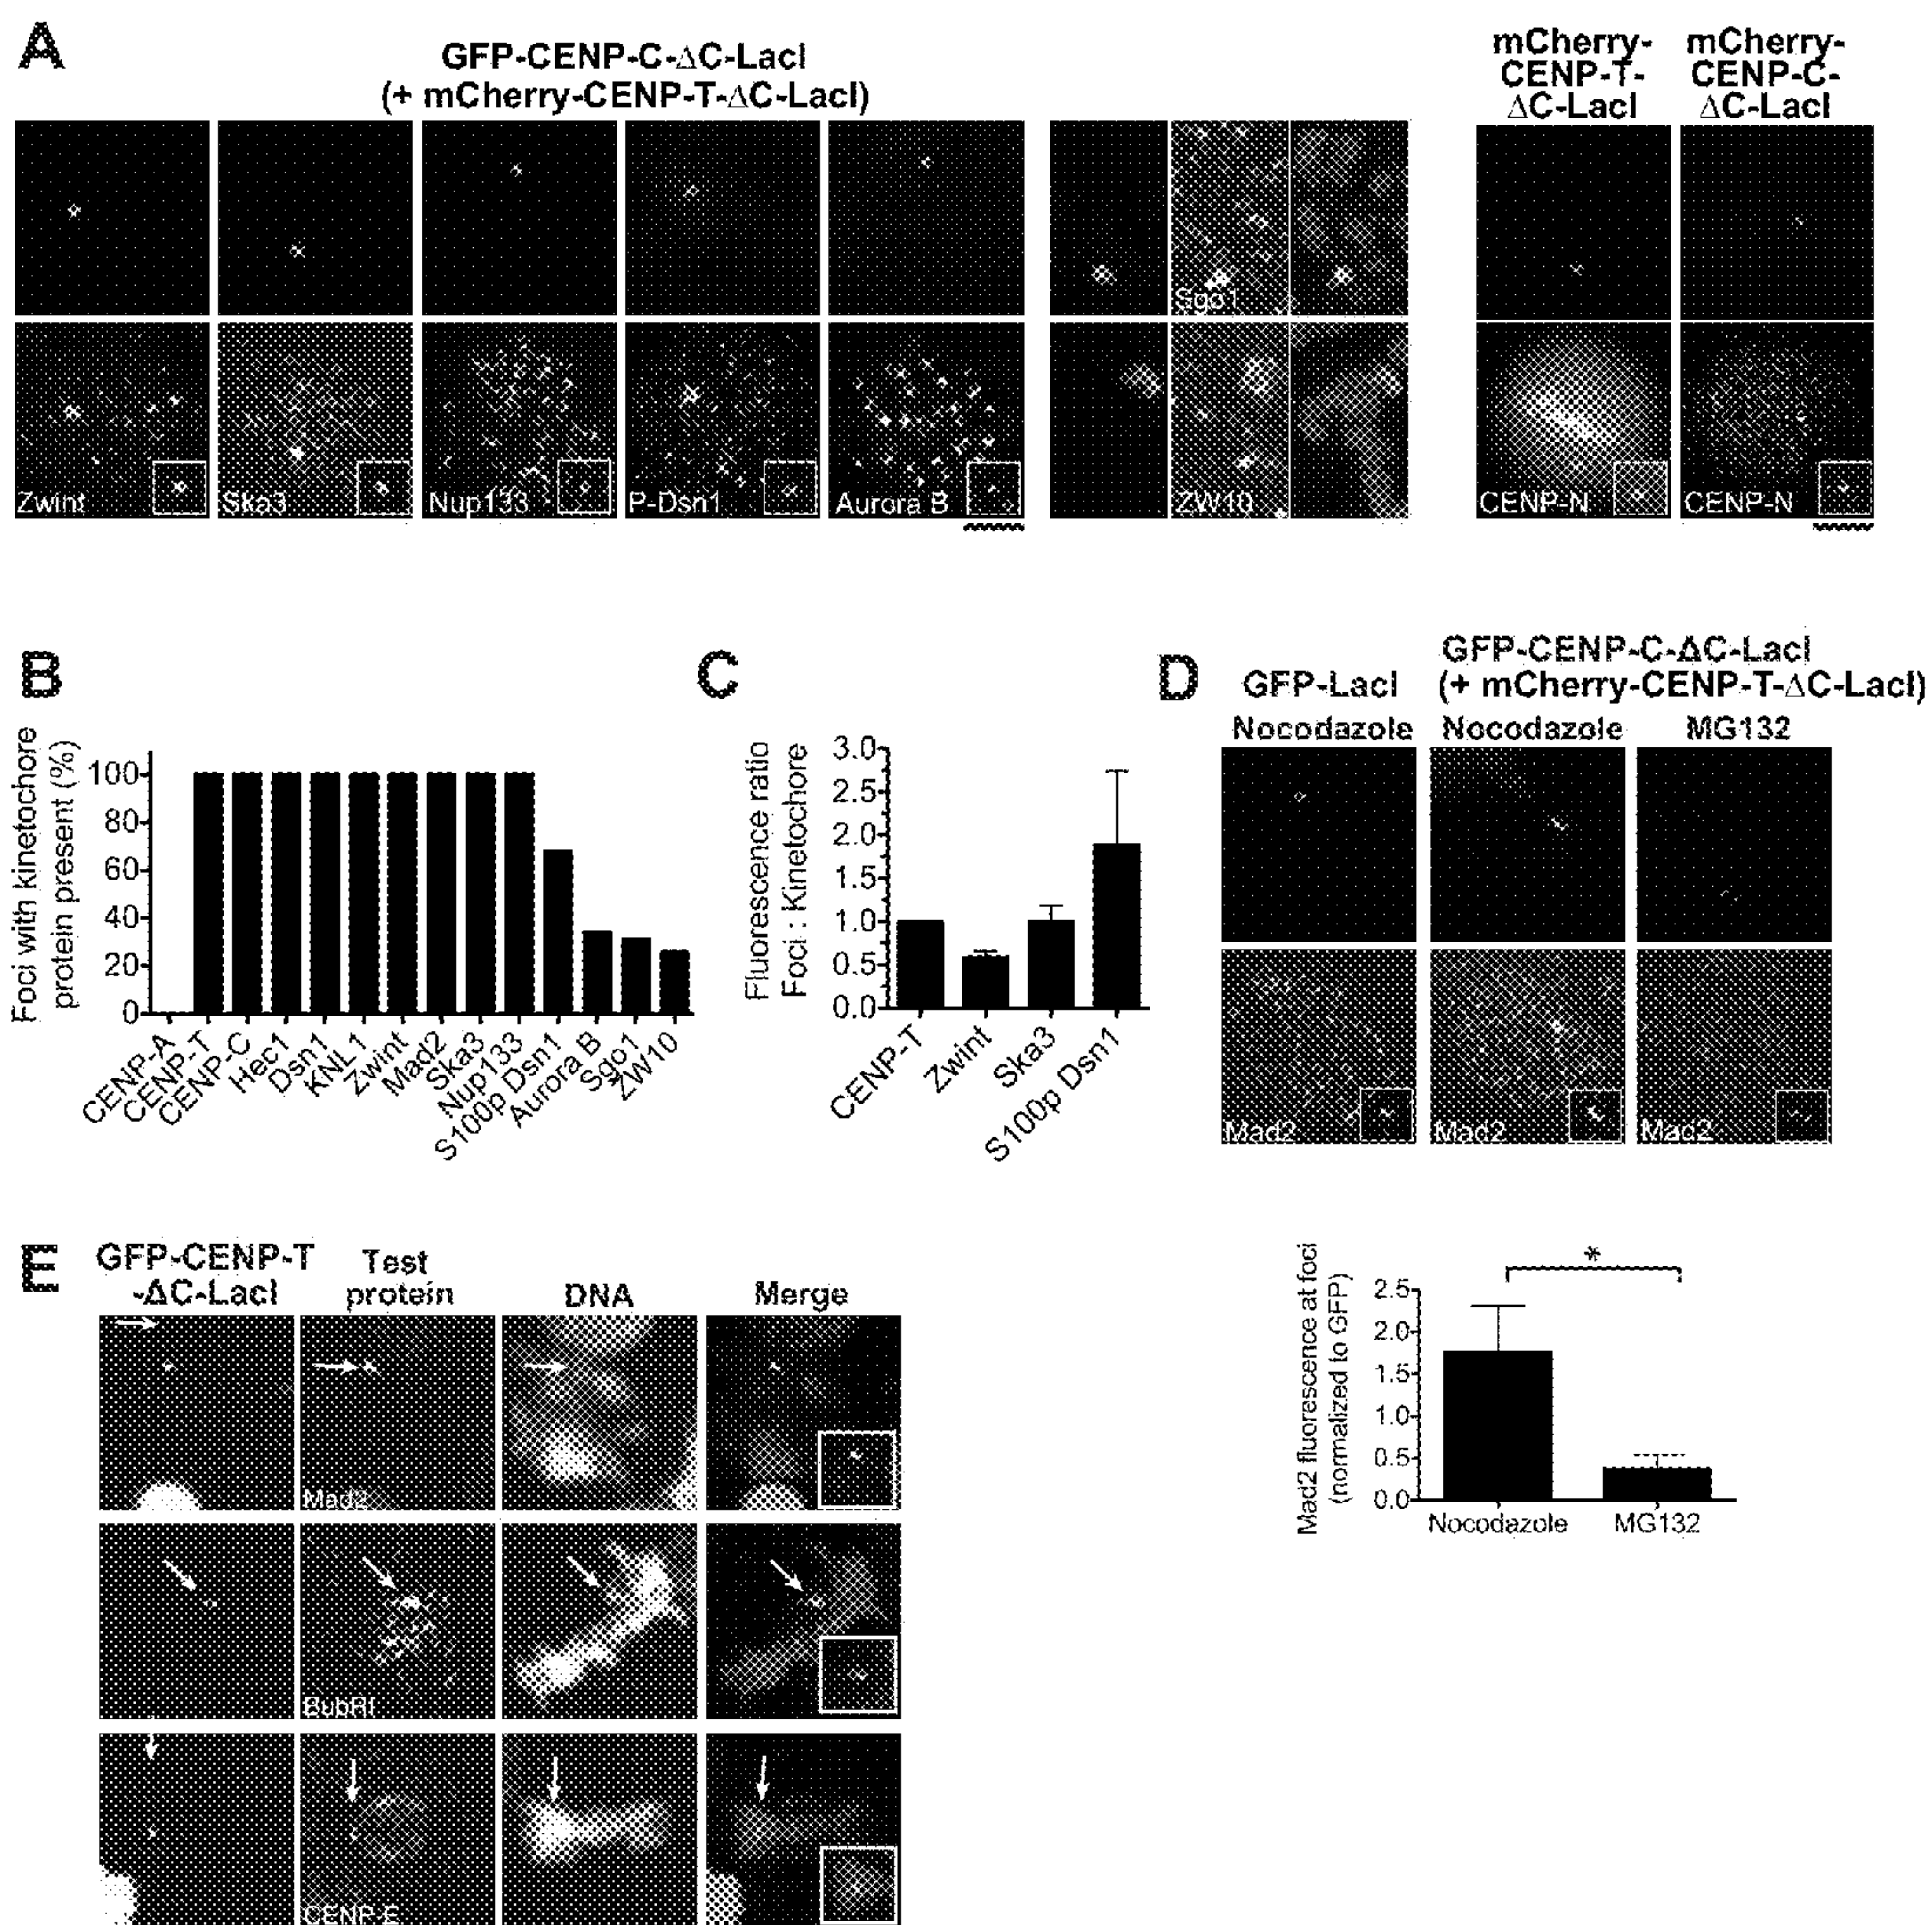 A
GFP-CENP-C-ΔC-LacI
(+ mCherry-CENP-T-ΔC-LacI)
mCherry-
CENP-T-
ΔC-LacI
mCherry-
CENP-C-
ΔC-LacI
Sgo1
Zwint
Ska3
Nup133
P-Dsn1
Aurora B
ZW10
CENP-N
CENP-N
B
Foci with kinetochore
protein present (%)
100
80
60
40
20
0
CENP-A
CENP-T
CENP-C
Hec1
Dsn1
KNL1
Zwint
Mad2
Ska3
Nup133
S100p Dsn1
Aurora B
Sgo1
ZW10
C
Fluorescence ratio
Foci : Kinetochore
3.0
2.5
2.0
1.5
1.0
0.5
0.0
CENP-T
Zwint
Ska3
S100p Dsn1
D
GFP-LacI
GFP-CENP-C-ΔC-LacI
(+ mCherry-CENP-T-ΔC-LacI)
Nocodazole
Nocodazole
MG132
Mad2
Mad2
Mad2
Mad2 fluorescence at foci
(normalized to GFP)
2.5
2.0
1.5
1.0
0.5
0.0
*
Nocodazole
MG132
E
GFP-CENP-T
-ΔC-LacI
Test
protein
DNA
Merge
Mad2
BubRI
CENP-E